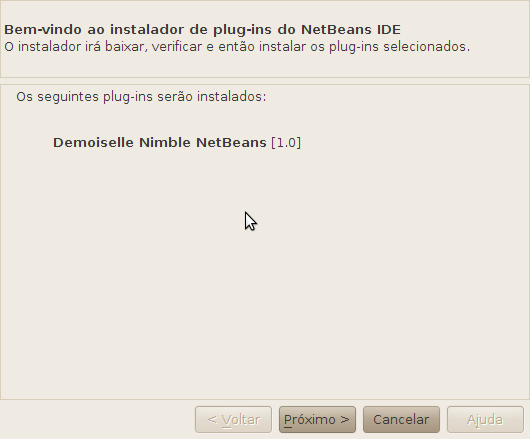 Bem-vindo ao instalador de plug-ins do NetBeans IDE
O instalador irá baixar, verificar e então instalar os plug-ins selecionados.
Os seguintes plug-ins serão instalados:
Demoiselle Nimble NetBeans [1.0]
< Voltar Próximo > Cancelar Ajuda